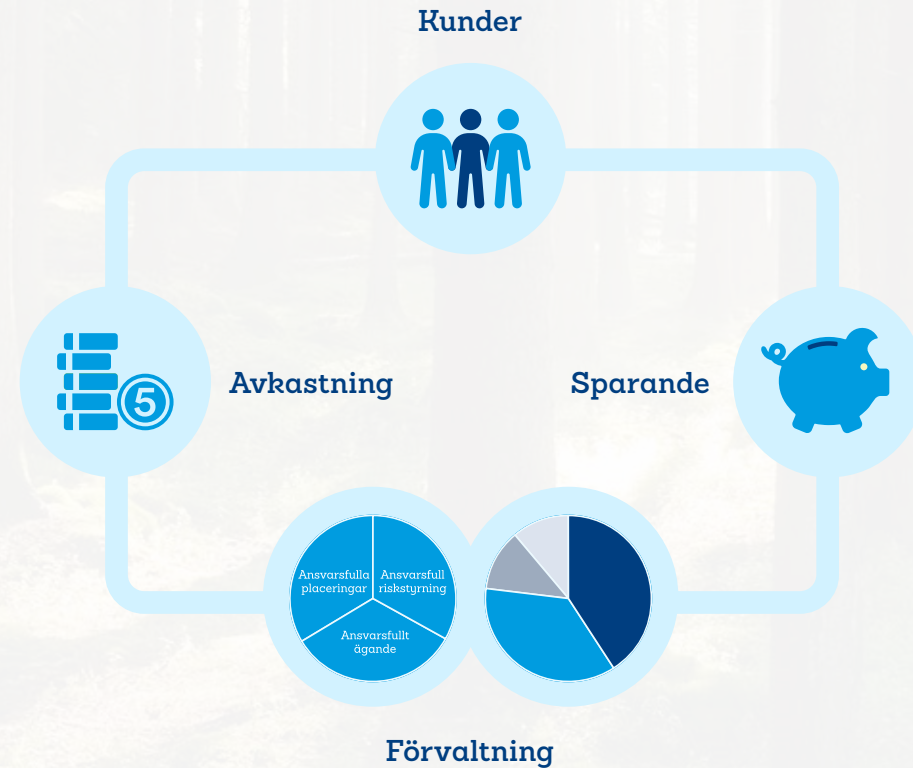 Kunder
Avkastning
Sparande
5
Ansvarsfulla
placeringar
Ansvarsfull
riskstyrning
Ansvarsfullt
ägande
Förvaltning